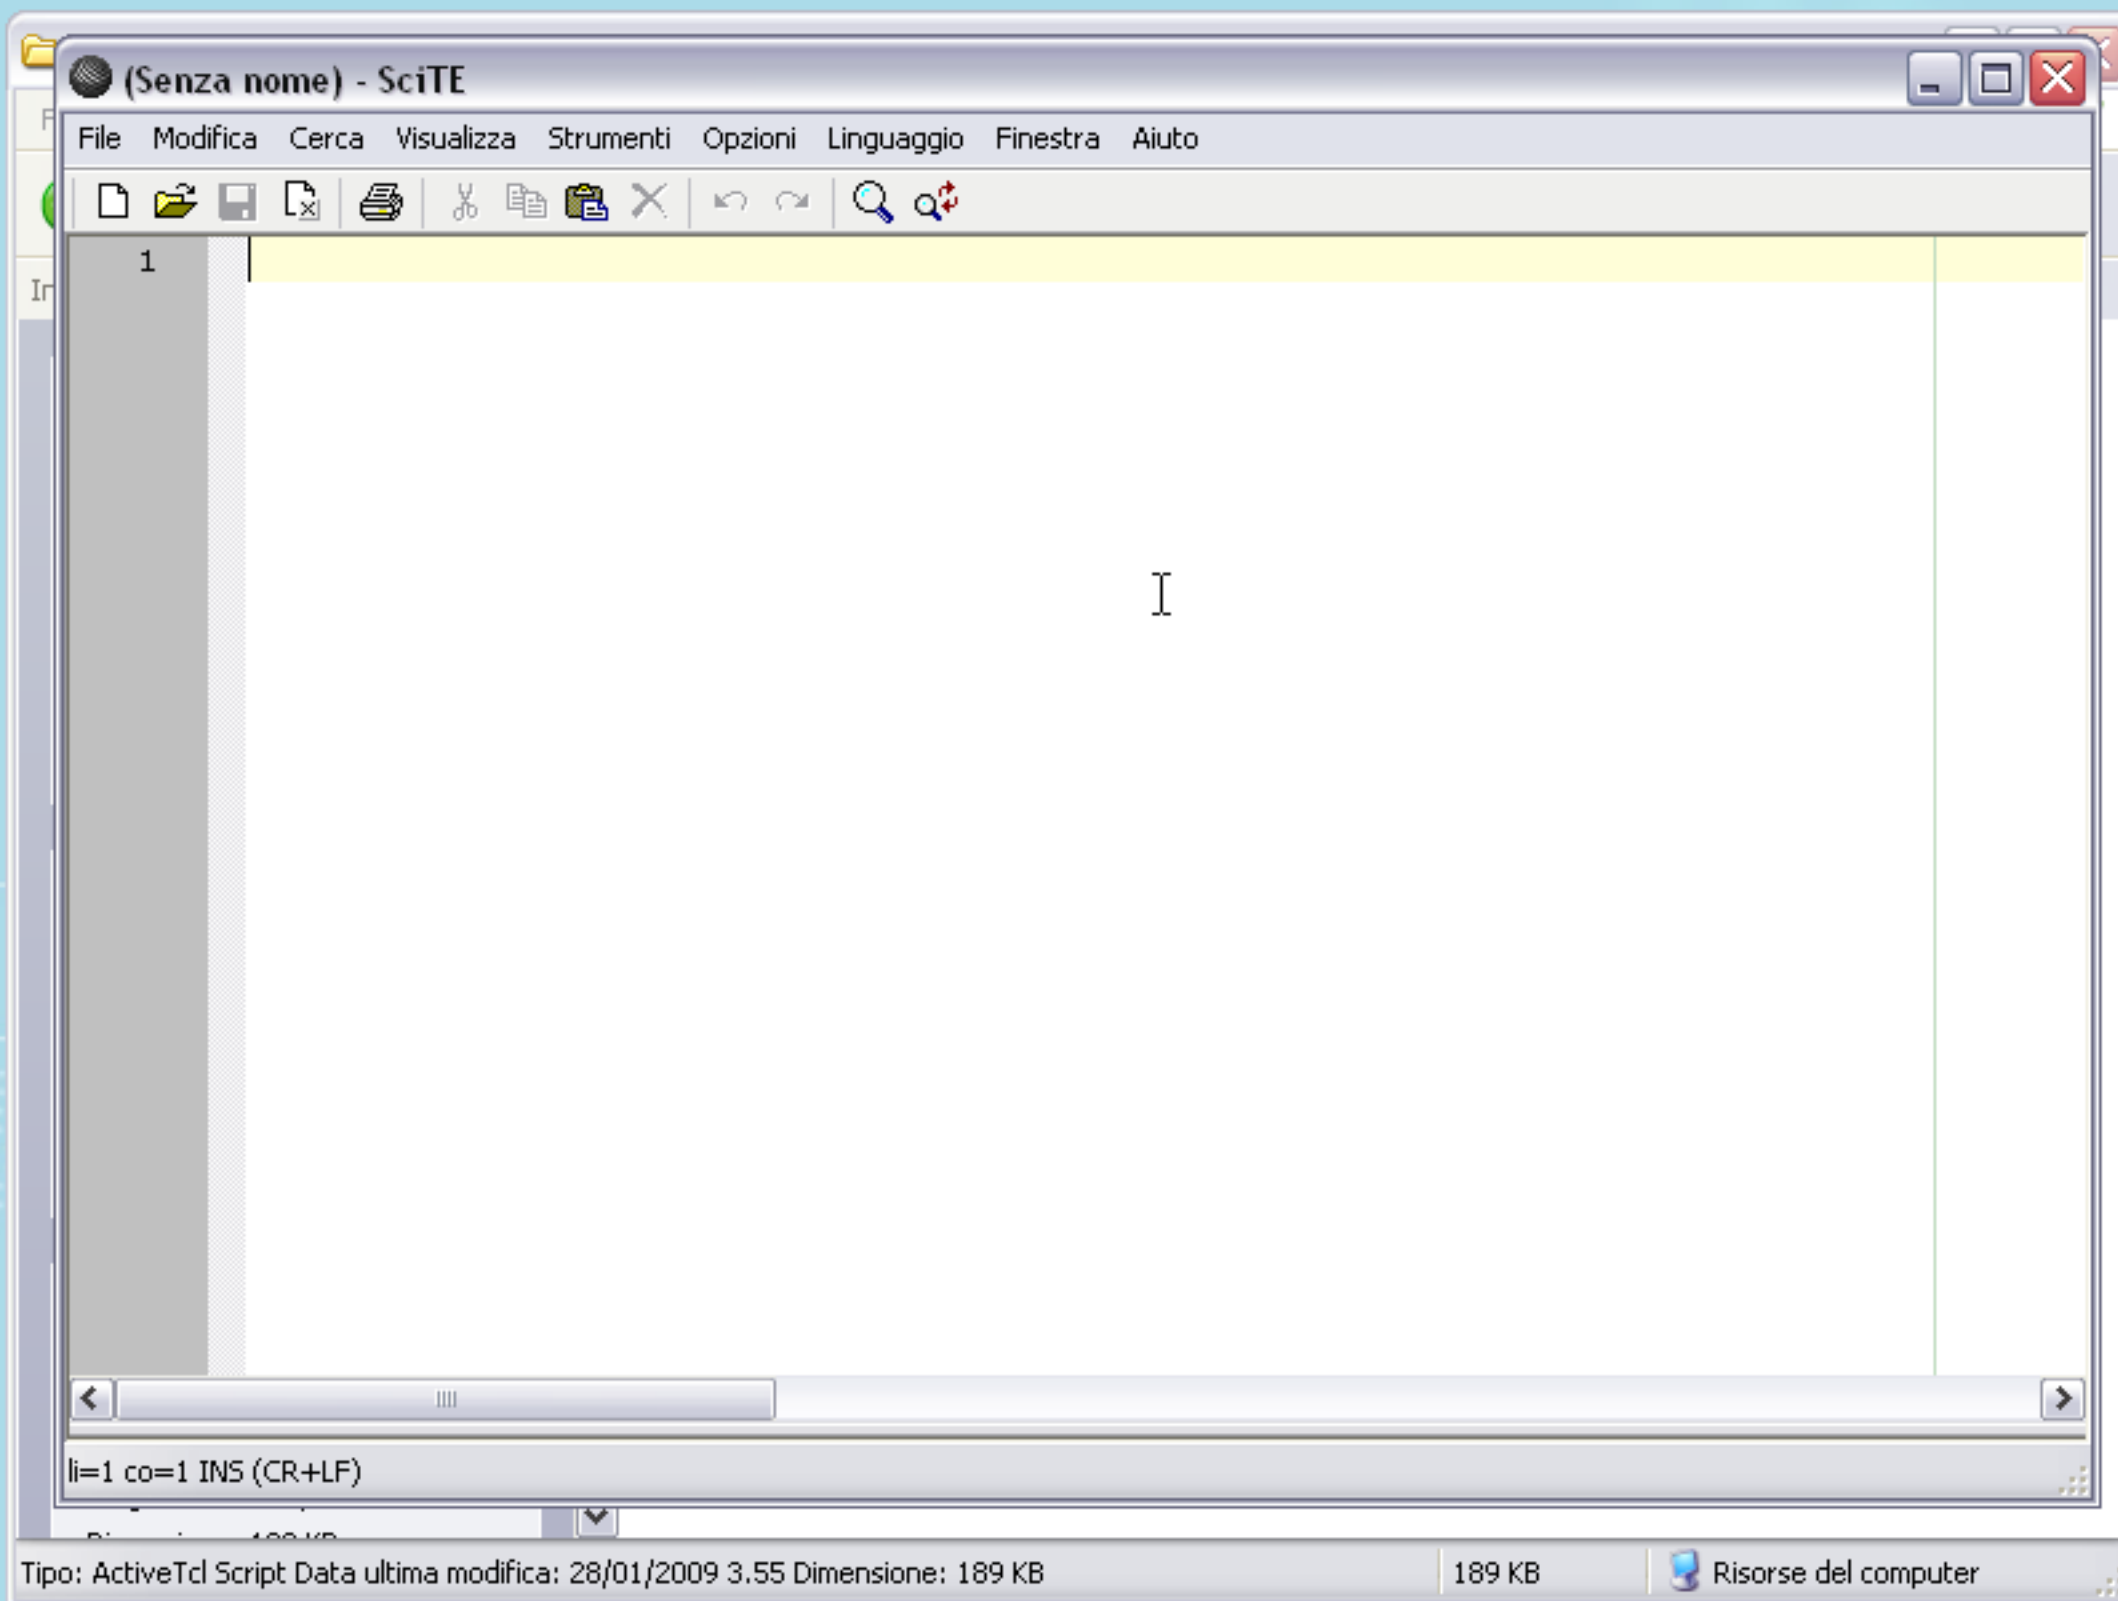 (Senza nome) - SciTE
File Modifica Cerca Visualizza Strumenti Opzioni Linguaggio Finestra Aiuto
1
li=1 co=1 INS (CR+LF)
Tipo: ActiveTcl Script Data ultima modifica: 28/01/2009 3.55 Dimensione: 189 KB 189 KB Risorse del computer